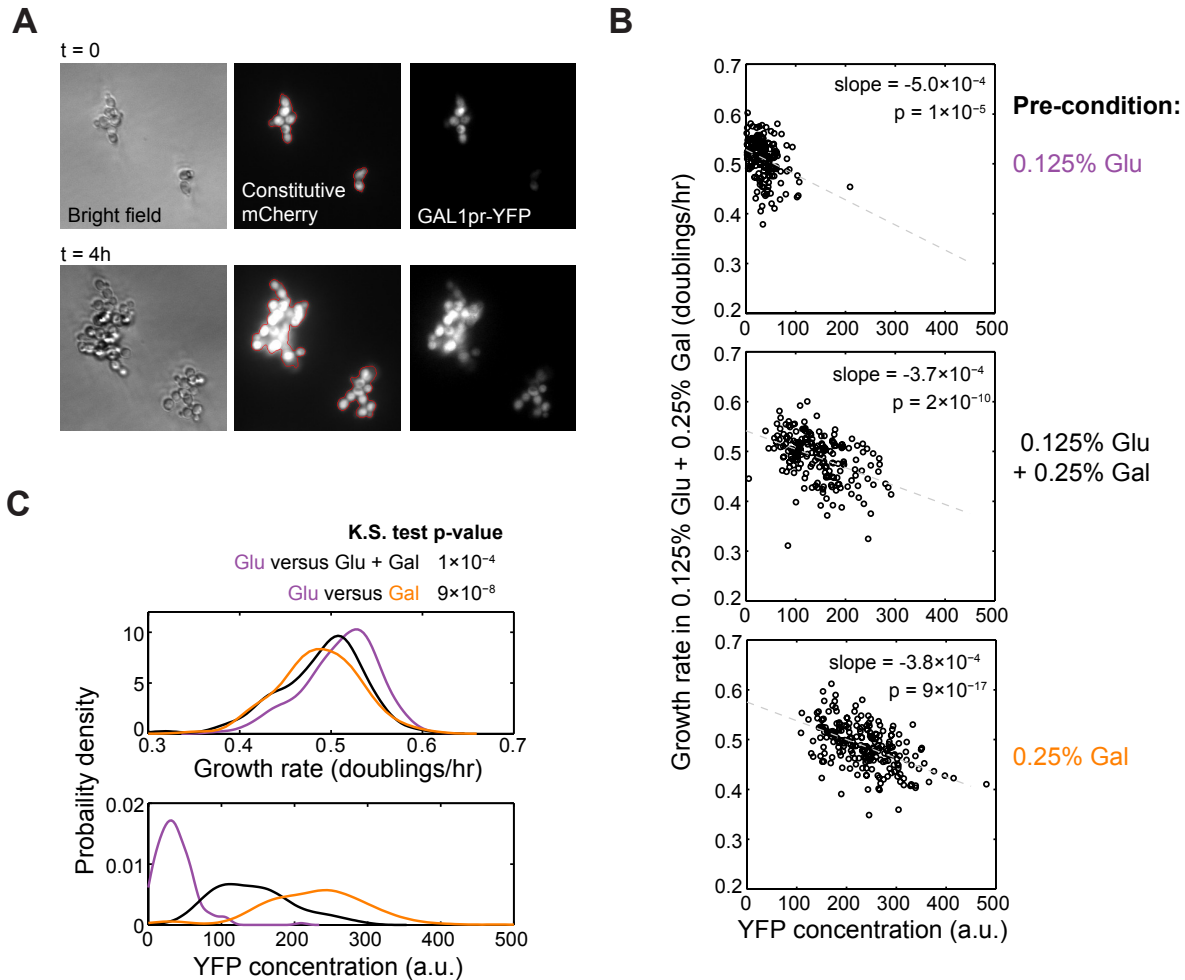 A
t = 0
Bright field
Constitutive
mCherry
GAL1pr-YFP
t = 4h
B
Growth rate in 0.125% Glu + 0.25% Gal (doublings/hr)
0.7
0.6
0.5
0.4
0.3
0.2
slope = -5.0×10⁻⁴
p = 1×10⁻⁵
0 100 200 300 400 500
Pre-condition:
0.125% Glu
0.7
0.6
0.5
0.4
0.3
0.2
slope = -3.7×10⁻⁴
p = 2×10⁻¹⁰
0 100 200 300 400 500
0.125% Glu
+ 0.25% Gal
0.7
0.6
0.5
0.4
0.3
0.2
slope = -3.8×10⁻⁴
p = 9×10⁻¹⁷
0 100 200 300 400 500
YFP concentration (a.u.)
0.25% Gal
C
K.S. test p-value
Glu versus Glu + Gal 1×10⁻⁴
Glu versus Gal 9×10⁻⁸
Probaility density
10
5
0
0.3 0.4 0.5 0.6 0.7
Growth rate (doublings/hr)
0.02
0.01
0
0 100 200 300 400 500
YFP concentration (a.u.)